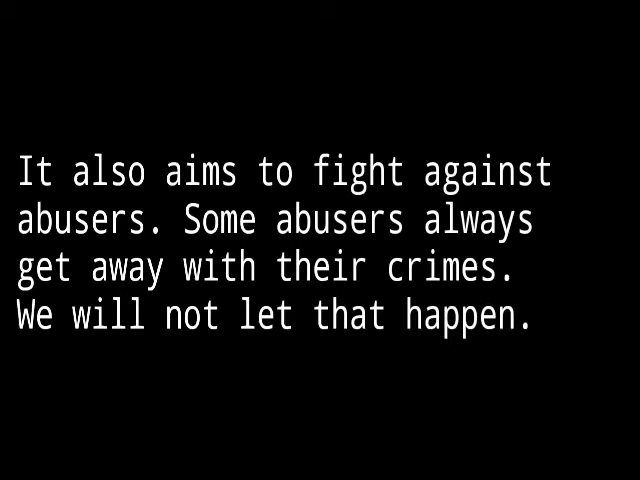 It also aims to fight against
abusers. Some abusers always
get away with their crimes.
We will not let that happen.